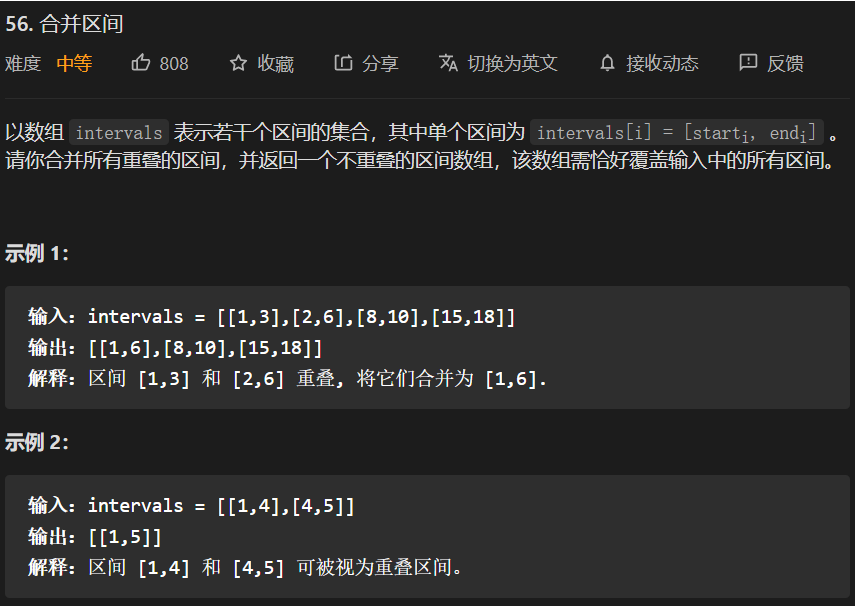 56. 合并区间
难度 中等 808 收藏 分享 切换为英文 接收动态 反馈
以数组 intervals 表示若干个区间的集合，其中单个区间为 intervals[i] = [starti, endi] 。
请你合并所有重叠的区间，并返回一个不重叠的区间数组，该数组需恰好覆盖输入中的所有区间。
示例 1：
输入：intervals = [[1,3],[2,6],[8,10],[15,18]]
输出：[[1,6],[8,10],[15,18]]
解释：区间 [1,3] 和 [2,6] 重叠, 将它们合并为 [1,6].
示例 2：
输入：intervals = [[1,4],[4,5]]
输出：[[1,5]]
解释：区间 [1,4] 和 [4,5] 可被视为重叠区间。